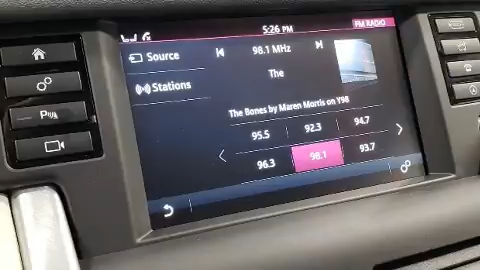 5:26 PM
FM RADIO
Source
98.1 MHz
Stations
The
The Bones by Maren Morris on Y98
95.5 92.3 94.7
96.3 98.1 93.7
P